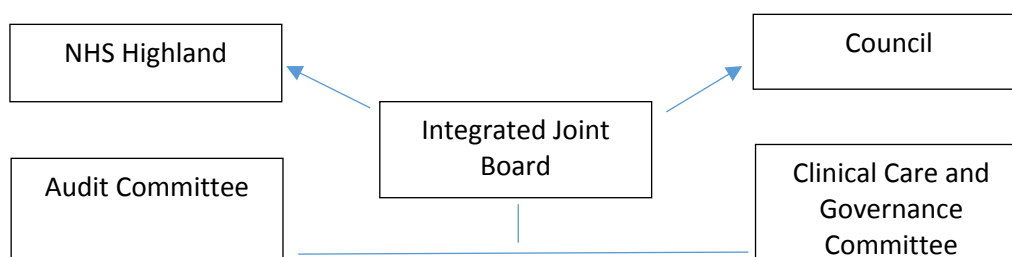 NHS Highland
Council
Integrated Joint
Board
Audit Committee
Clinical Care and
Governance
Committee